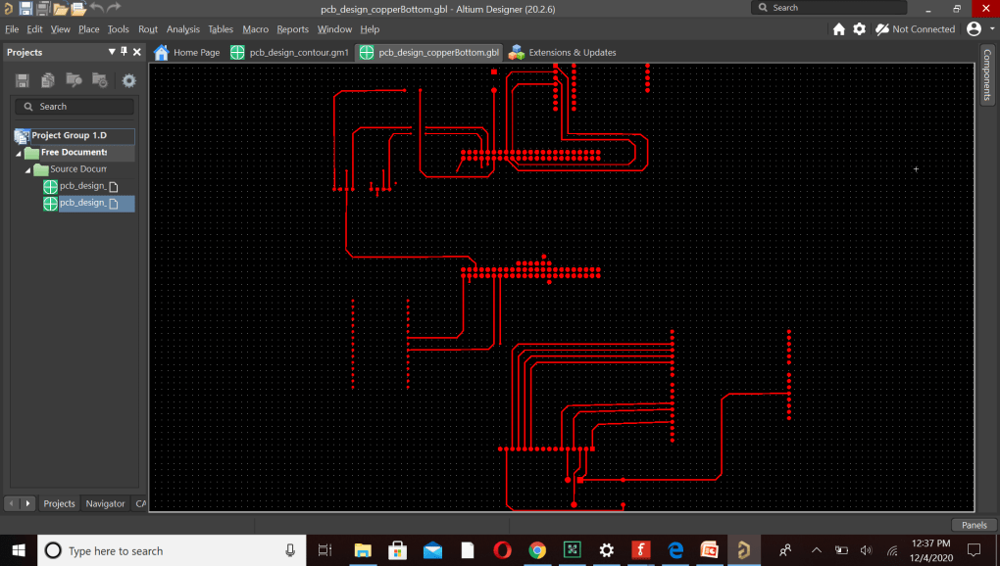 pcb_design_copperBottom.gbl - Altium Designer (20.2.6)
Search
File Edit View Place Tools Rout Analysis Tables Macro Reports Window Help
Not Connected
Projects
Home Page
pcb_design_contour.gm1
pcb_design_copperBottom.gbl
Extensions & Updates
Components
Search
Project Group 1.D
Free Document:
Source Docum
pcb_design_
pcb_design_
Projects Navigator CA
Panels
Type here to search
12:37 PM
12/4/2020